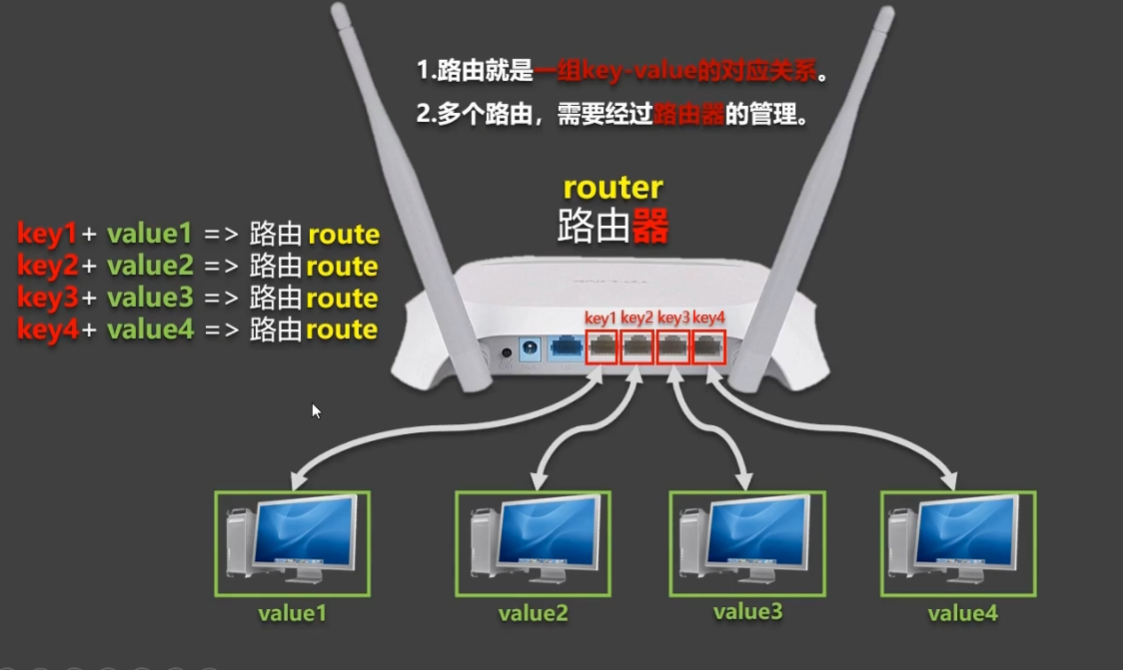 1.路由就是一组key-value的对应关系。
2.多个路由，需要经过路由器的管理。
router
路由器
key1+ value1 => 路由 route
key2+ value2 => 路由 route
key3+ value3 => 路由 route
key4+ value4 => 路由 route
key1 key2 key3 key4
value1 value2 value3 value4